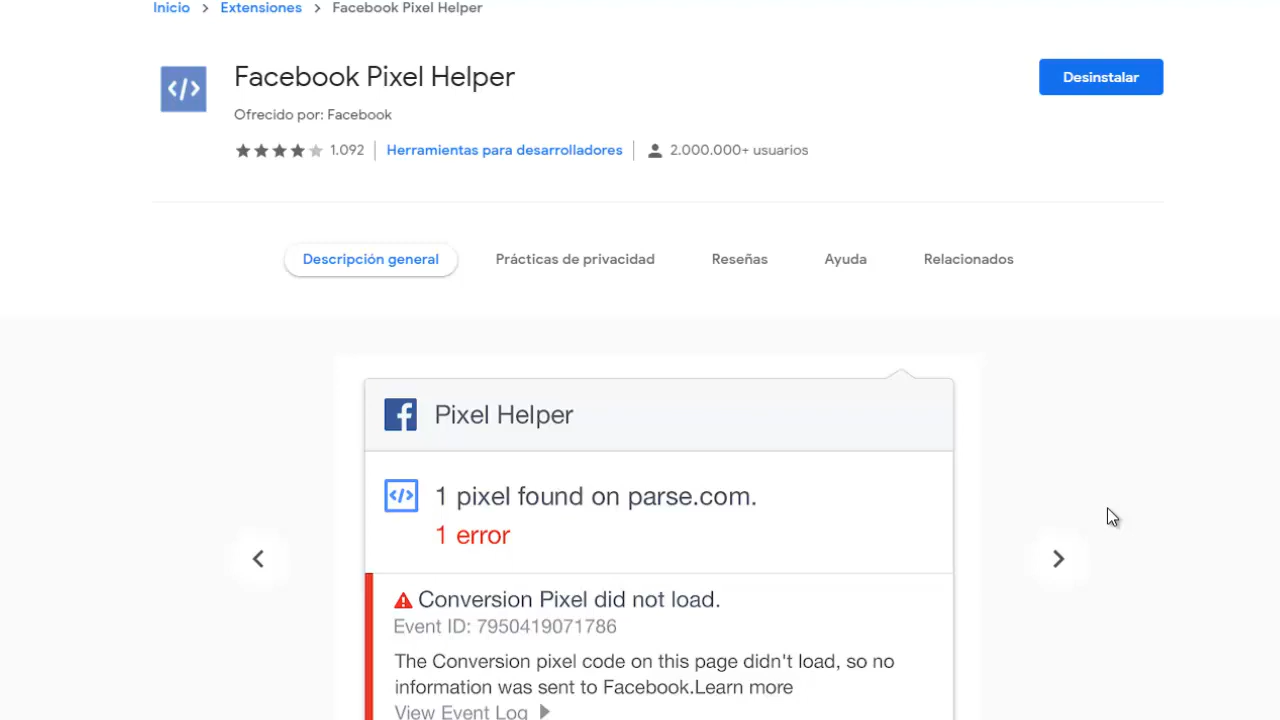 Inicio > Extensiones > Facebook Pixel Helper
Facebook Pixel Helper
Desinstalar
Ofrecido por: Facebook
1.092 | Herramientas para desarrolladores | 2.000.000+ usuarios
Descripción general Prácticas de privacidad Reseñas Ayuda Relacionados
Pixel Helper
1 pixel found on parse.com.
1 error
Conversion Pixel did not load.
Event ID: 7950419071786
The Conversion pixel code on this page didn't load, so no
information was sent to Facebook.Learn more
View Event Log